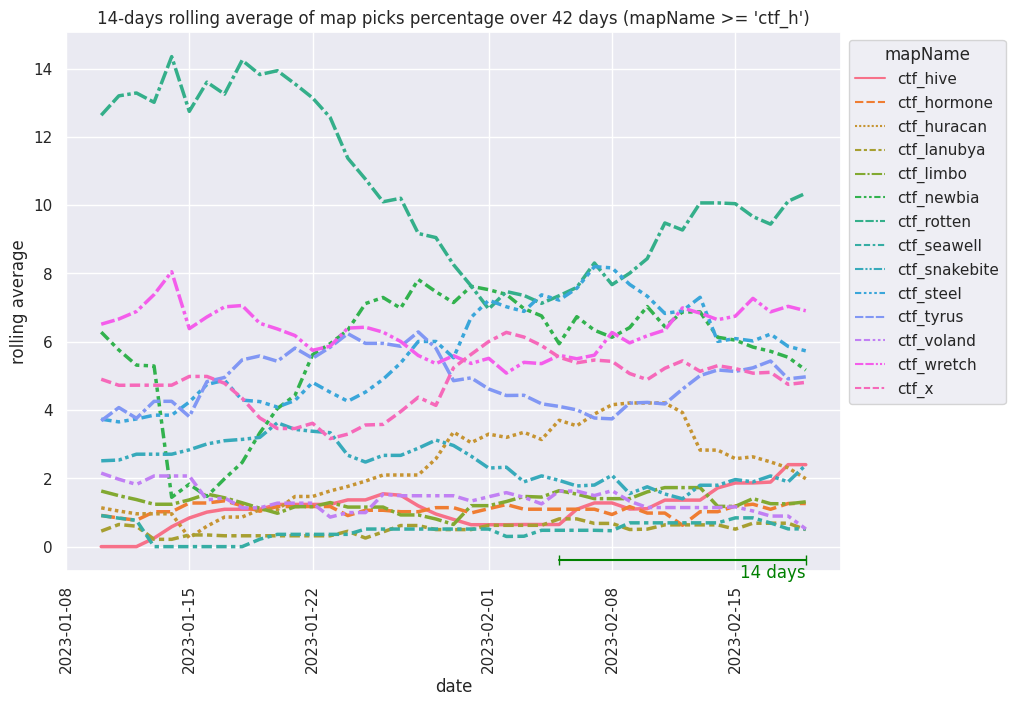 14-days rolling average of map picks percentage over 42 days (mapName >= 'ctf_h')
mapName
ctf_hive
ctf_hormone
ctf_huracan
ctf_lanubya
ctf_limbo
ctf_newbia
ctf_rotten
ctf_seawell
ctf_snakebite
ctf_steel
ctf_tyrus
ctf_voland
ctf_wretch
ctf_x
rolling average
14
12
10
8
6
4
2
0
14 days
2023-01-08
2023-01-15
2023-01-22
2023-02-01
2023-02-08
2023-02-15
date